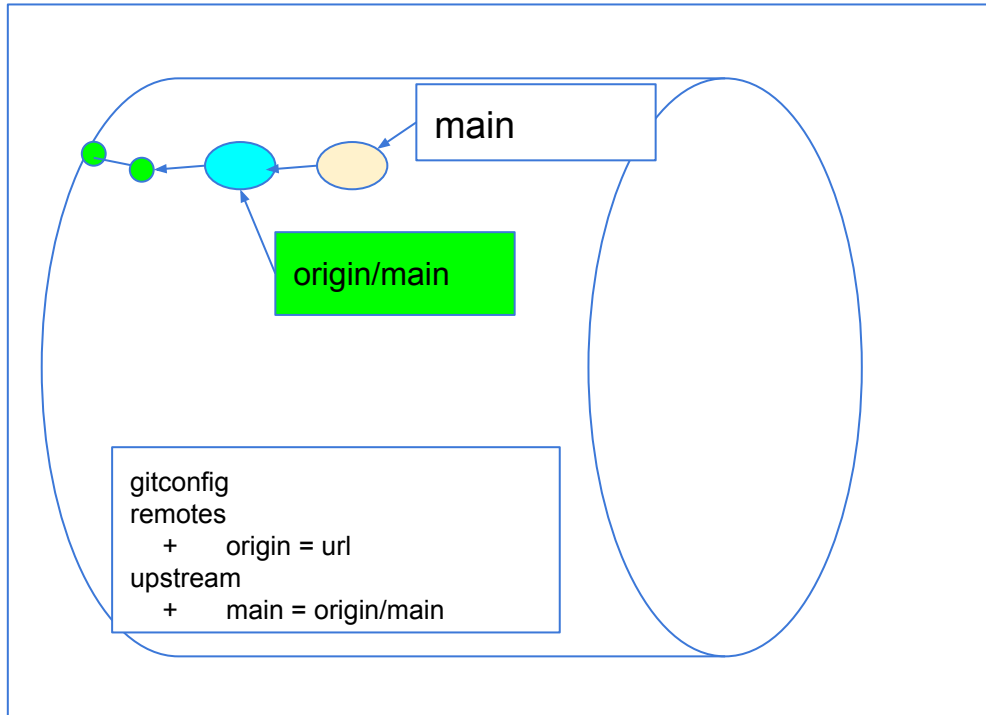 main
origin/main
gitconfig
remotes
+ origin = url
upstream
+ main = origin/main